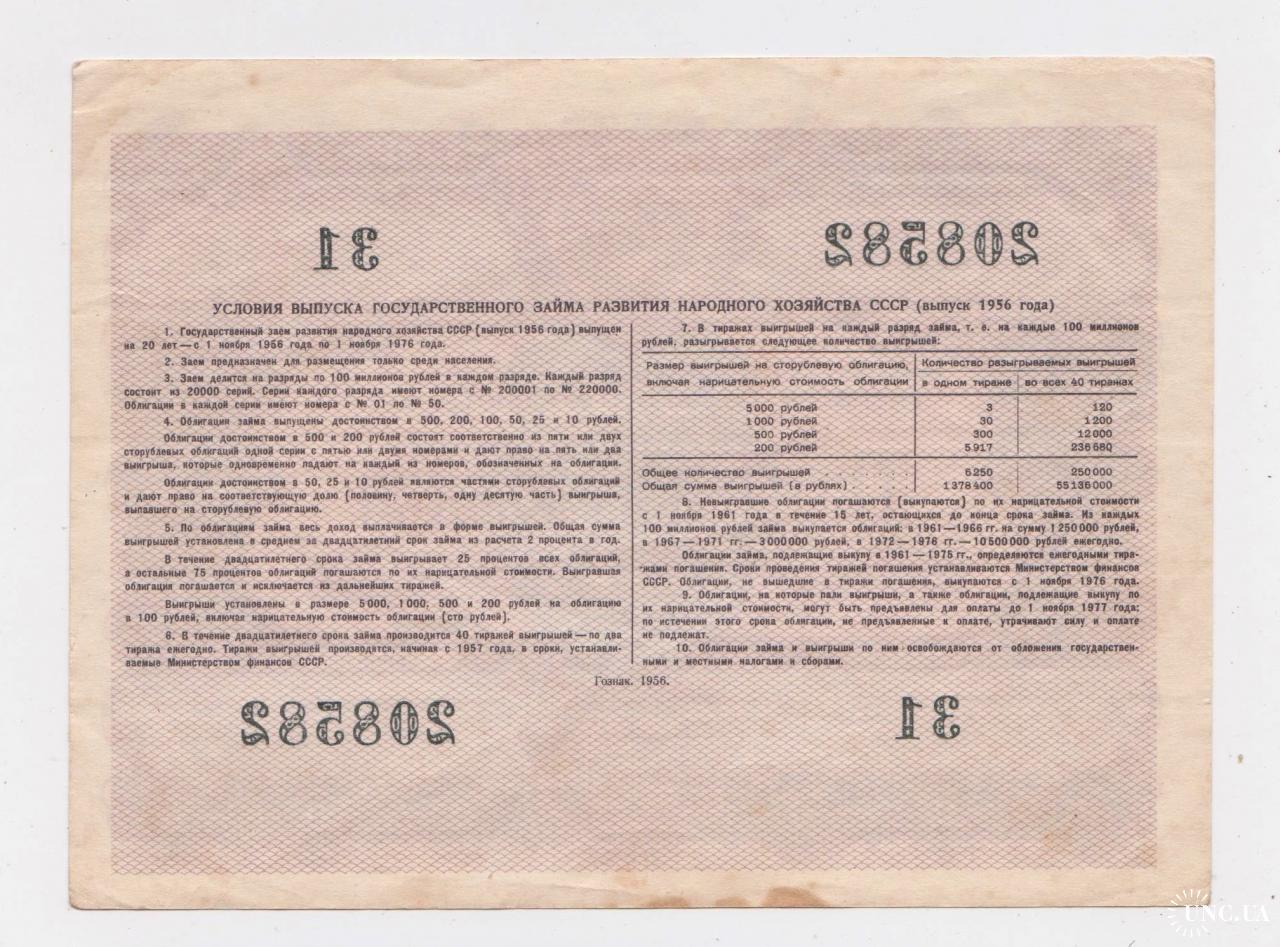 31
208582
УСЛОВИЯ ВЫПУСКА ГОСУДАРСТВЕННОГО ЗАЙМА РАЗВИТИЯ НАРОДНОГО ХОЗЯЙСТВА СССР (выпуск 1956 года)
1. Государственный заем развития народного хозяйства СССР (выпуск 1956 года) выпущен
на 20 лет — с 1 ноября 1956 года по 1 ноября 1976 года.
2. Заем предназначен для размещения только среди населения.
3. Заем делится на разряды по 100 миллионов рублей в каждом разряде. Каждый разряд
состоит из 20000 серий. Серии каждого разряда имеют номера с № 200001 по № 220000.
Облигации в каждой серии имеют номера с № 01 по № 50.
4. Облигации займа выпущены достоинством в 500, 200, 100, 50, 25 и 10 рублей.
Облигации достоинством в 500 и 200 рублей состоят соответственно из пяти или двух
сторублевых облигаций одной серии с пятью или двумя номерами и дают право на пять или два
выигрыша, которые одновременно падают на каждый из номеров, обозначенных на облигации.
Облигации достоинством в 50, 25 и 10 рублей являются частями сторублевых облигаций
и дают право на соответствующую долю (половину, четверть, одну десятую часть) выигрыша,
выпавшего на сторублевую облигацию.
5. По облигациям займа весь доход выплачивается в форме выигрышей. Общая сумма
выигрышей установлена в среднем за двадцатилетний срок займа из расчета 2 процента в год.
В течение двадцатилетнего срока займа выигрывает 25 процентов всех облигаций,
а остальные 75 процентов облигаций погашаются по их нарицательной стоимости. Выигравшая
облигация погашается и исключается из дальнейших тиражей.
Выигрыши установлены в размере 5000, 1000, 500 и 200 рублей на облигацию
в 100 рублей, включая нарицательную стоимость облигации (сто рублей).
6. В течение двадцатилетнего срока займа производится 40 тиражей выигрышей — по два
тиража ежегодно. Тиражи выигрышей производятся, начиная с 1957 года, в сроки, устанавли-
ваемые Министерством финансов СССР.
7. В тиражах выигрышей на каждый разряд займа, т. е. на каждые 100 миллионов
рублей, разыгрывается следующее количество выигрышей:
Размер выигрышей на сторублевую облигацию, Количество разыгрываемых выигрышей
включая нарицательную стоимость облигации в одном тираже во всех 40 тиражах
5000 рублей 3 120
1000 рублей 30 1200
500 рублей 300 12000
200 рублей 5917 236680
Общее количество выигрышей 6250 250000
Общая сумма выигрышей (в рублях) . . . . . . . 1378400 55136000
8. Невыигравшие облигации погашаются (выкупаются) по их нарицательной стоимости
с 1 ноября 1961 года в течение 15 лет, остающихся до конца срока займа. Из каждых
100 миллионов рублей займа выкупается облигаций: в 1961—1966 гг. на сумму 1250000 рублей,
в 1967—1971 гг. — 3000000 рублей, в 1972—1976 гг. — 10500000 рублей ежегодно.
Облигации займа, подлежащие выкупу в 1961—1975 гг., определяются ежегодными тира-
жами погашения. Сроки проведения тиражей погашения устанавливаются Министерством финансов
СССР. Облигации, не вышедшие в тиражи погашения, выкупаются с 1 ноября 1976 года.
9. Облигации, на которые пали выигрыши, а также облигации, подлежащие выкупу по
их нарицательной стоимости, могут быть предъявлены для оплаты до 1 ноября 1977 года;
по истечении этого срока облигации, не предъявленные к оплате, утрачивают силу и оплате
не подлежат.
10. Облигации займа и выигрыши по ним освобождаются от обложения государствен-
ными и местными налогами и сборами.
Гознак. 1956.
208582
31
UNC.UA